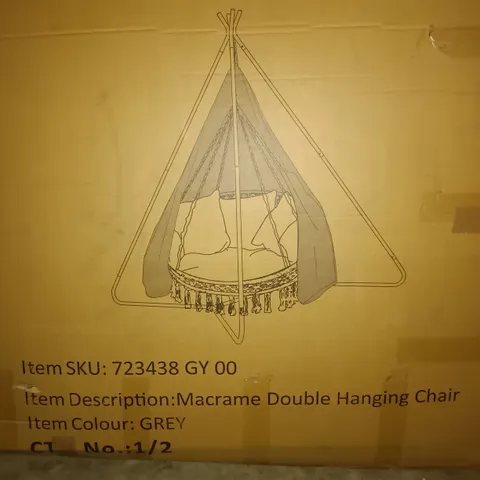 Item SKU: 723438 GY 00
Item Description:Macrame Double Hanging Chair
Item Colour: GREY
No.:1/2